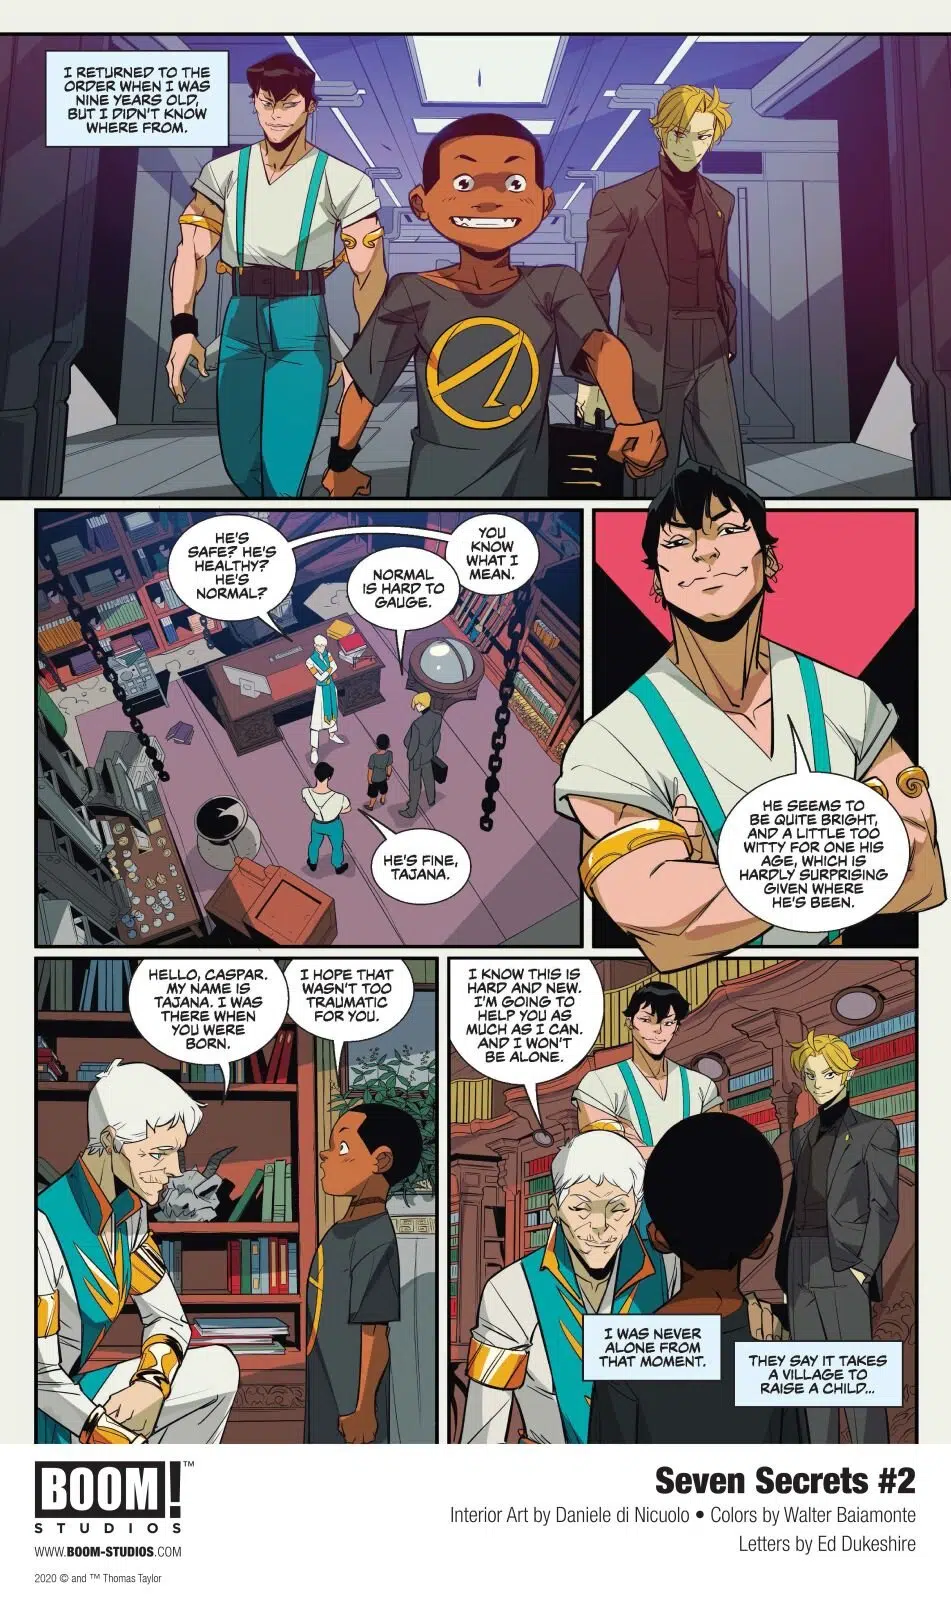 I RETURNED TO THE
ORDER WHEN I WAS
NINE YEARS OLD,
BUT I DIDN'T KNOW
WHERE FROM.
HE'S
SAFE? HE'S
HEALTHY?
HE'S
NORMAL?
NORMAL
IS HARD TO
GAUGE.
YOU
KNOW
WHAT I
MEAN.
HE'S FINE,
TAJANA.
HE SEEMS TO
BE QUITE BRIGHT,
AND A LITTLE TOO
WITTY FOR ONE HIS
AGE, WHICH IS
HARDLY SURPRISING
GIVEN WHERE
HE'S BEEN.
HELLO, CASPAR.
MY NAME IS
TAJANA. I WAS
THERE WHEN
YOU WERE
BORN.
I HOPE THAT
WASN'T TOO
TRAUMATIC
FOR YOU.
I KNOW THIS IS
HARD AND NEW.
I'M GOING TO
HELP YOU AS
MUCH AS I CAN.
AND I WON'T
BE ALONE.
I WAS NEVER
ALONE FROM
THAT MOMENT.
THEY SAY IT TAKES
A VILLAGE TO
RAISE A CHILD...
BOOM!™
STUDIOS
WWW.BOOM-STUDIOS.COM
2020 © and ™ Thomas Taylor
Seven Secrets #2
Interior Art by Daniele di Nicuolo • Colors by Walter Baiamonte
Letters by Ed Dukeshire